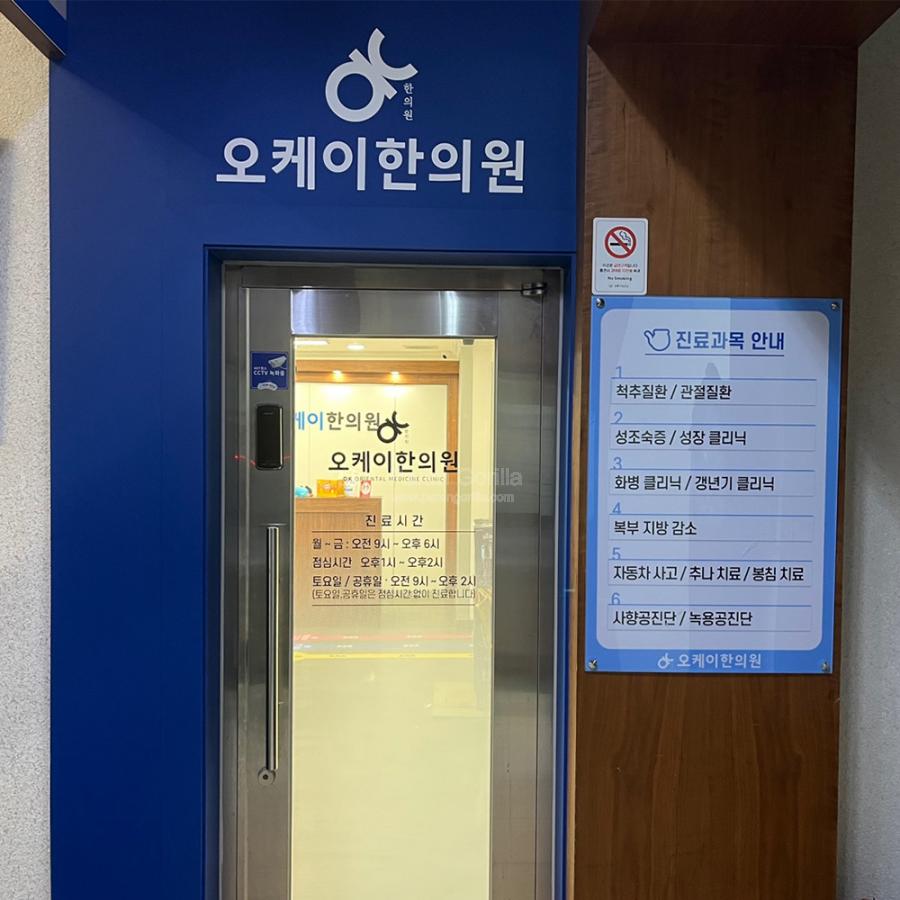 한의원
오케이한의원
No Smoking
CCTV 녹화중
케이한의원
오케이한의원
OK ORIENTAL MEDICINE CLINIC
진료시간
월 ~ 금 : 오전 9시 ~ 오후 6시
점심시간 오후1시 ~ 오후2시
토요일 / 공휴일 · 오전 9시 ~ 오후 2시
(토요일,공휴일은 점심시간 없이 진료합니다)
진료과목 안내
1
척추질환 / 관절질환
2
성조숙증 / 성장 클리닉
3
화병 클리닉 / 갱년기 클리닉
4
복부 지방 감소
5
자동차 사고 / 추나 치료 / 봉침 치료
6
사향공진단 / 녹용공진단
오케이한의원